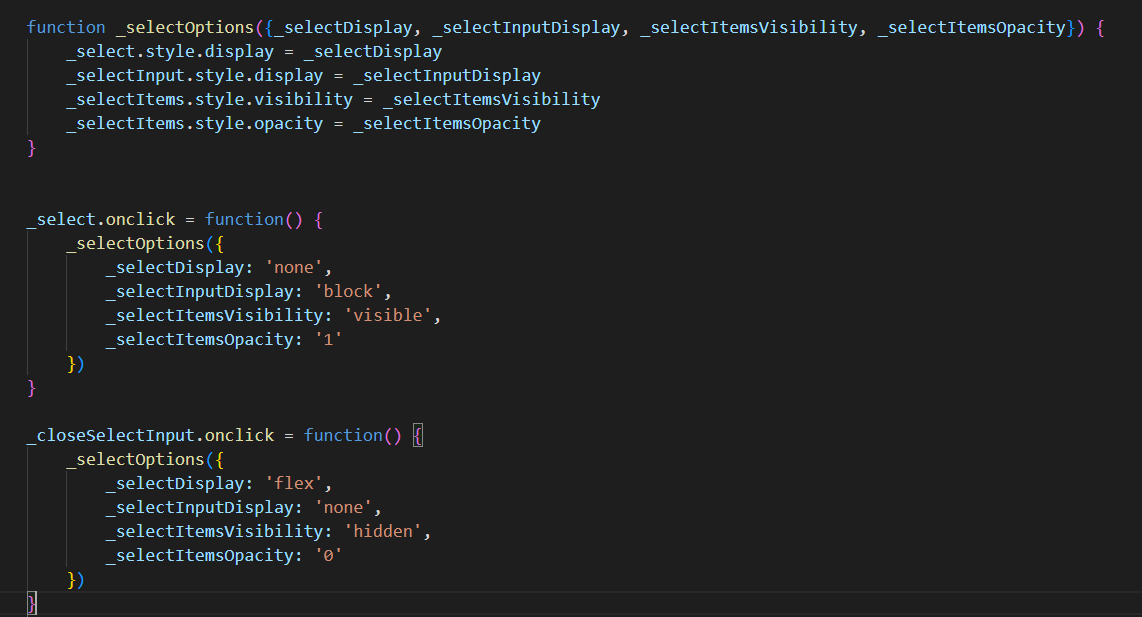 function _selectOptions({_selectDisplay, _selectInputDisplay, _selectItemsVisibility, _selectItemsOpacity}) {
    _select.style.display = _selectDisplay
    _selectInput.style.display = _selectInputDisplay
    _selectItems.style.visibility = _selectItemsVisibility
    _selectItems.style.opacity = _selectItemsOpacity
}
_select.onclick = function() {
    _selectOptions({
        _selectDisplay: 'none',
        _selectInputDisplay: 'block',
        _selectItemsVisibility: 'visible',
        _selectItemsOpacity: '1'
    })
}
_closeSelectInput.onclick = function() {
    _selectOptions({
        _selectDisplay: 'flex',
        _selectInputDisplay: 'none',
        _selectItemsVisibility: 'hidden',
        _selectItemsOpacity: '0'
    })
}